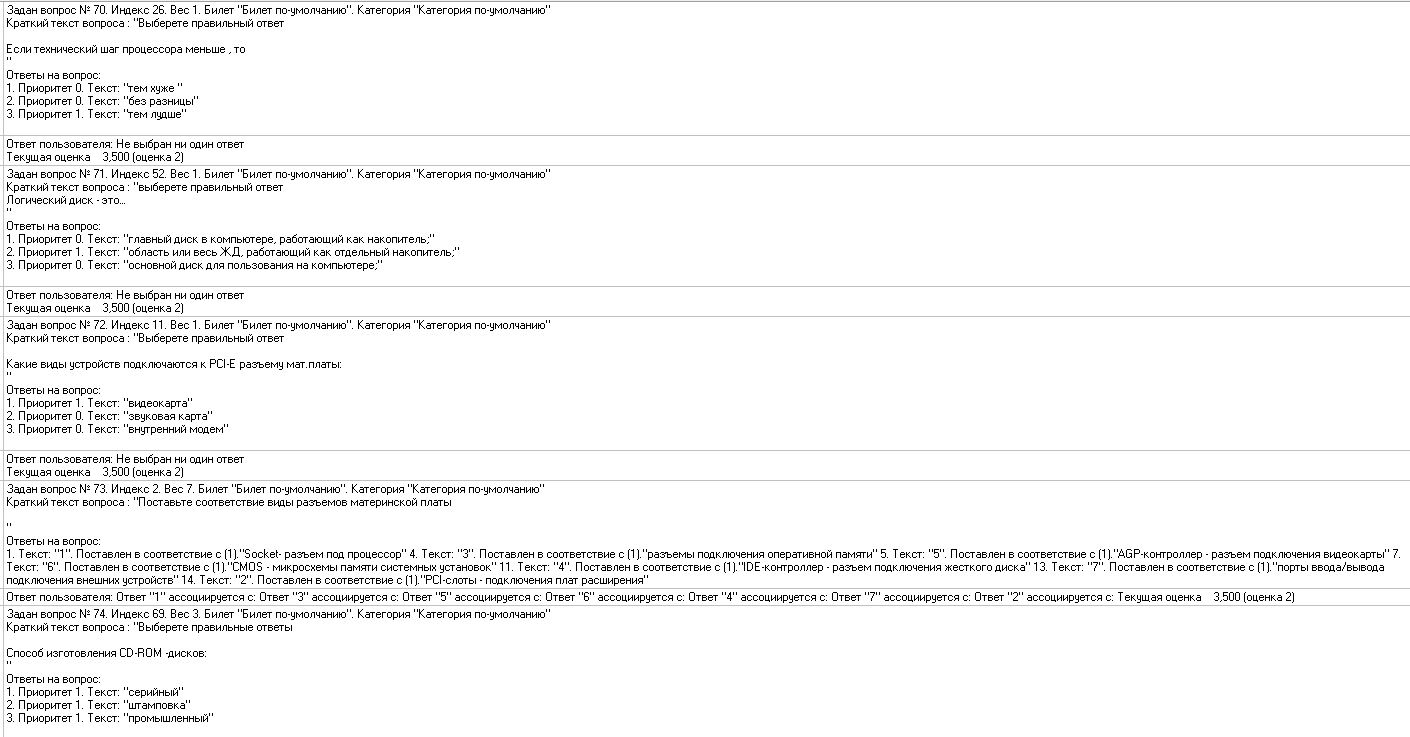 Задан вопрос № 70. Индекс 26. Вес 1. Билет "Билет по-умолчанию". Категория "Категория по-умолчанию"
Краткий текст вопроса : "Выберете правильный ответ
Если технический шаг процессора меньше , то
"
Ответы на вопрос:
1. Приоритет 0. Текст: "тем хуже "
2. Приоритет 0. Текст: "без разницы"
3. Приоритет 1. Текст: "тем лудше"
Ответ пользователя: Не выбран ни один ответ
Текущая оценка 3,500 (оценка 2)
Задан вопрос № 71. Индекс 52. Вес 1. Билет "Билет по-умолчанию". Категория "Категория по-умолчанию"
Краткий текст вопроса : "выберете правильный ответ
Логический диск - это...
"
Ответы на вопрос:
1. Приоритет 0. Текст: "главный диск в компьютере, работающий как накопитель;"
2. Приоритет 1. Текст: "область или весь ЖД, работающий как отдельный накопитель;"
3. Приоритет 0. Текст: "основной диск для пользования на компьютере;"
Ответ пользователя: Не выбран ни один ответ
Текущая оценка 3,500 (оценка 2)
Задан вопрос № 72. Индекс 11. Вес 1. Билет "Билет по-умолчанию". Категория "Категория по-умолчанию"
Краткий текст вопроса : "Выберете правильный ответ
Какие виды устройств подключаются к PCI-E разъему мат.платы:
"
Ответы на вопрос:
1. Приоритет 1. Текст: "видеокарта"
2. Приоритет 0. Текст: "звуковая карта"
3. Приоритет 0. Текст: "внутренний модем"
Ответ пользователя: Не выбран ни один ответ
Текущая оценка 3,500 (оценка 2)
Задан вопрос № 73. Индекс 2. Вес 7. Билет "Билет по-умолчанию". Категория "Категория по-умолчанию"
Краткий текст вопроса : "Поставьте соответствие виды разъемов материнской платы
"
Ответы на вопрос:
1. Текст: "1". Поставлен в соответствие с (1)."Socket- разъем под процессор" 4. Текст: "3". Поставлен в соответствие с (1)."разъемы подключения оперативной памяти" 5. Текст: "5". Поставлен в соответствие с (1)."AGP-контроллер - разъем подключения видеокарты" 7.
Текст: "6". Поставлен в соответствие с (1)."CMOS - микросхемы памяти системных установок" 11. Текст: "4". Поставлен в соответствие с (1)."IDE-контроллер - разъем подключения жесткого диска" 13. Текст: "7". Поставлен в соответствие с (1)."порты ввода/вывода
подключения внешних устройств" 14. Текст: "2". Поставлен в соответствие с (1)."PCI-слоты - подключения плат расширения"
Ответ пользователя: Ответ "1" ассоциируется с: Ответ "3" ассоциируется с: Ответ "5" ассоциируется с: Ответ "6" ассоциируется с: Ответ "4" ассоциируется с: Ответ "7" ассоциируется с: Ответ "2" ассоциируется с: Текущая оценка 3,500 (оценка 2)
Задан вопрос № 74. Индекс 69. Вес 3. Билет "Билет по-умолчанию". Категория "Категория по-умолчанию"
Краткий текст вопроса : "Выберете правильные ответы
Способ изготовления CD-ROM -дисков:
"
Ответы на вопрос:
1. Приоритет 1. Текст: "серийный"
2. Приоритет 1. Текст: "штамповка"
3. Приоритет 1. Текст: "промышленный"